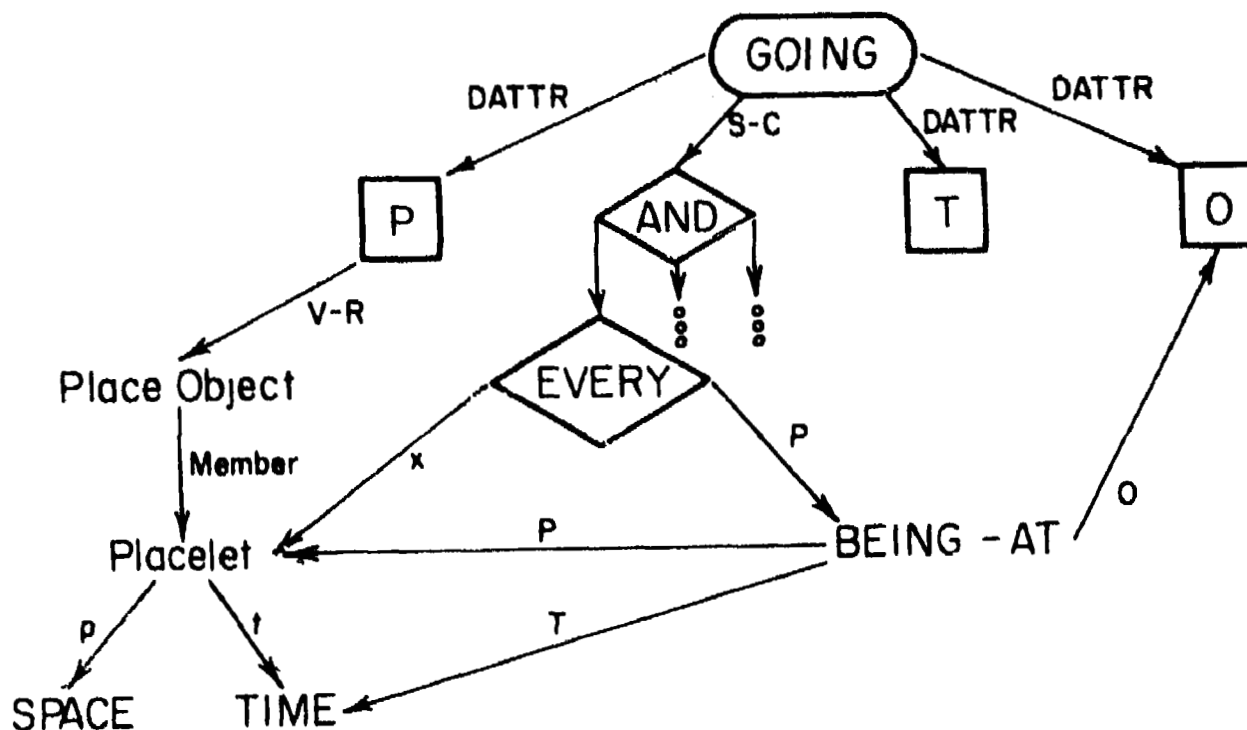 GOING
DATTR
S-C
DATTR
DATTR
P
AND
T
O
V-R
Place Object
EVERY
Member
x
P
O
Placelet
P
BEING - AT
p
t
T
SPACE
TIME